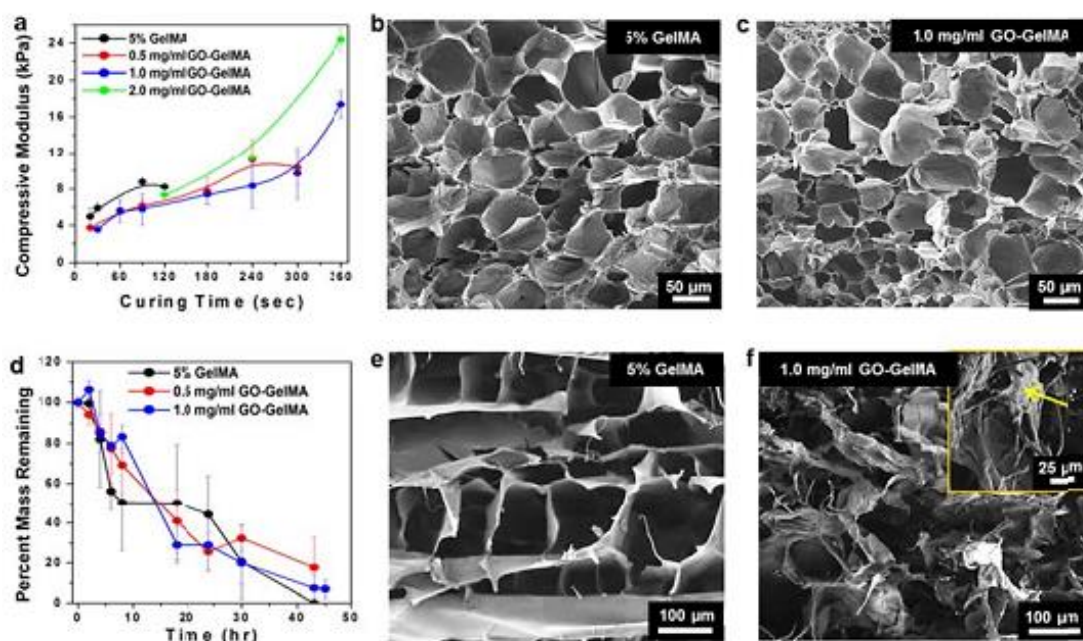 a
Compressive Modulus (kPa)
24
20
16
12
8
4
0
5% GelMA
0.5 mg/ml GO-GelMA
1.0 mg/ml GO-GelMA
2.0 mg/ml GO-GelMA
0 60 120 180 240 300 360
Curing Time (sec)
b
5% GelMA
50 µm
c
1.0 mg/ml GO-GelMA
50 µm
d
Percent Mass Remaining
120
100
80
60
40
20
0
5% GelMA
0.5 mg/ml GO-GelMA
1.0 mg/ml GO-GelMA
0 10 20 30 40 50
Time (hr)
e
5% GelMA
100 µm
f
1.0 mg/ml GO-GelMA
25 µm
100 µm